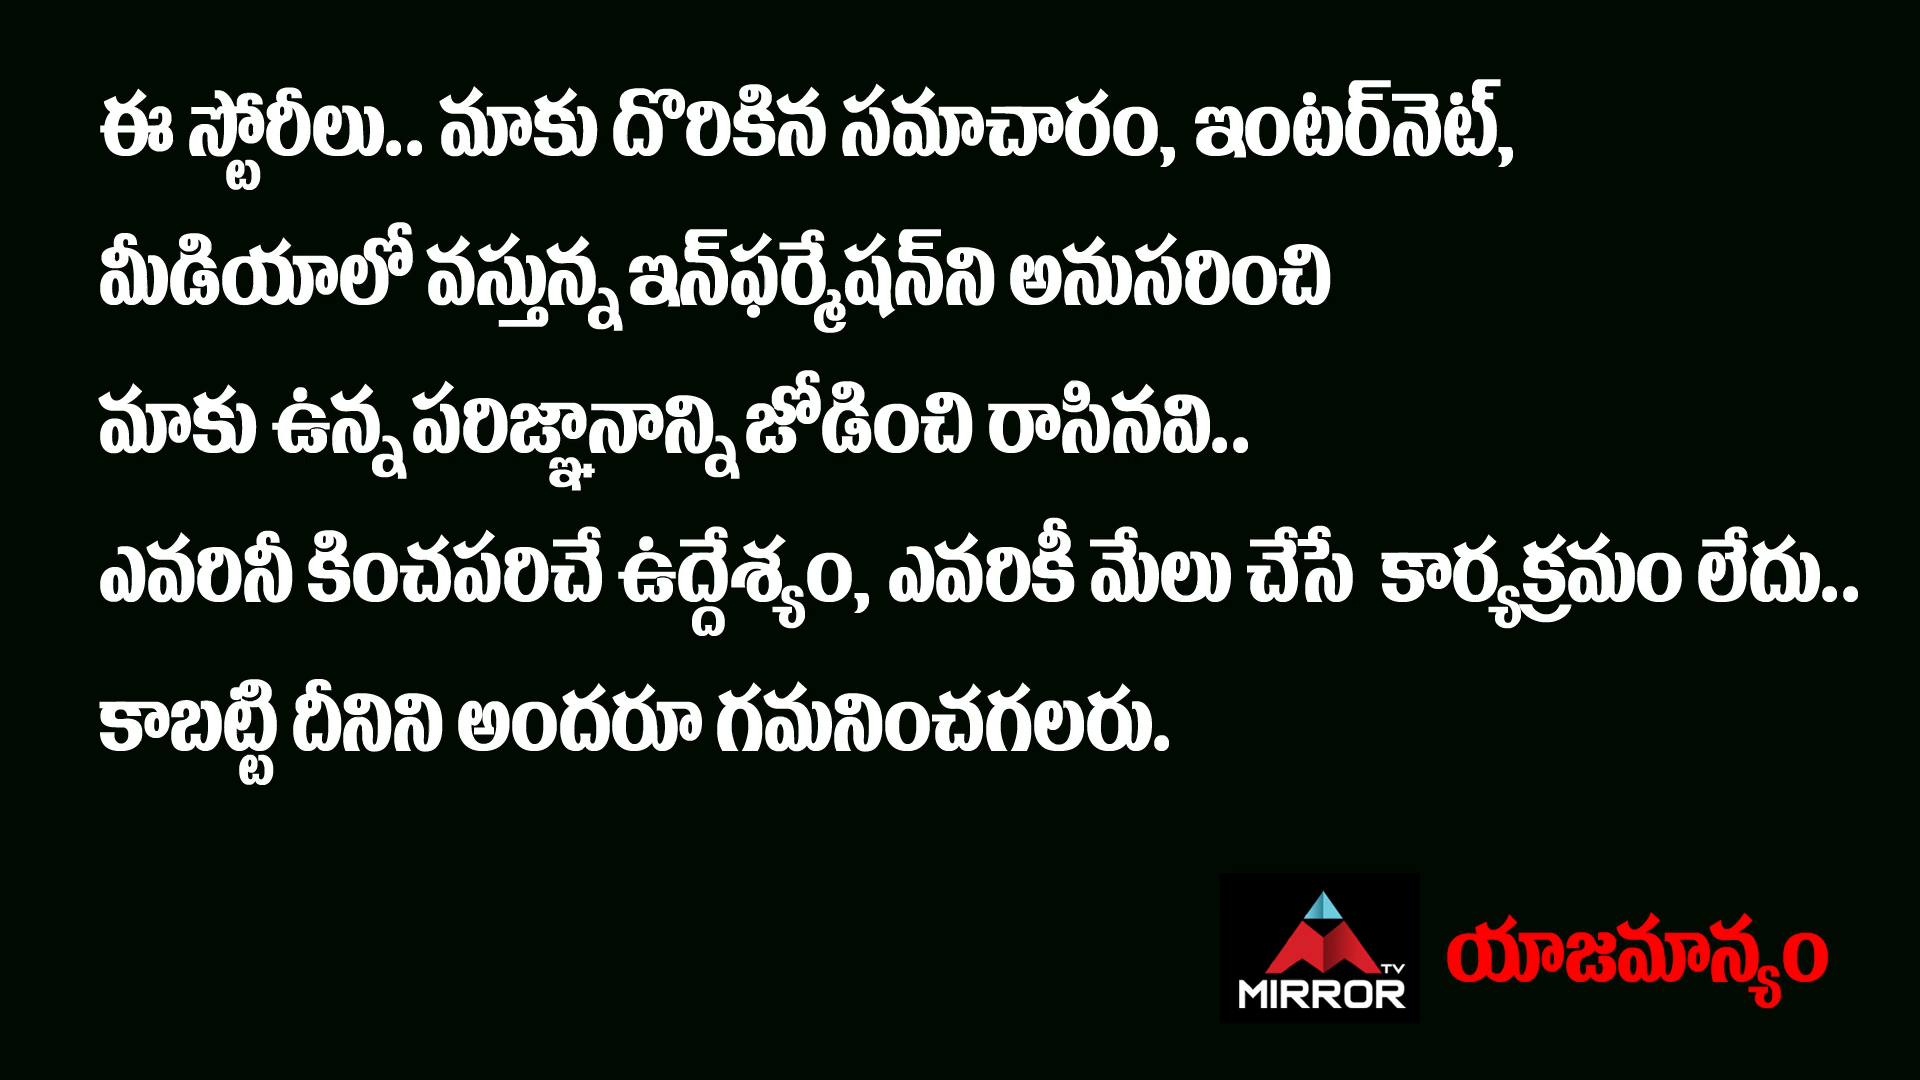 ఈ స్టోరీలు.. మాకు దొరికిన సమాచారం, ఇంటర్‌నెట్,
మీడియాలో వస్తున్న ఇన్‌ఫర్మేషన్‌ని అనుసరించి
మాకు ఉన్న పరిజ్ఞానాన్ని జోడించి రాసినవి..
ఎవరినీ కించపరిచే ఉద్దేశ్యం, ఎవరికీ మేలు చేసే కార్యక్రమం లేదు..
కాబట్టి దీనిని అందరూ గమనించగలరు.
TV
MIRROR
యాజమాన్యం